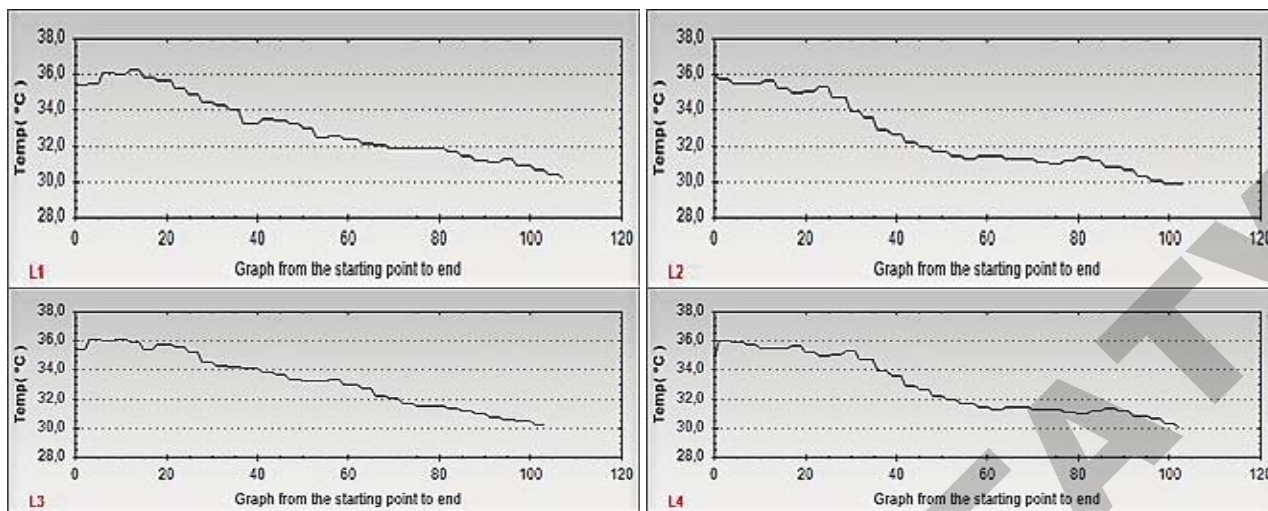 38,0
36,0
34,0
32,0
30,0
28,0
Temp( °C )
0 20 40 60 80 100 120
L1 Graph from the starting point to end
38,0
36,0
34,0
32,0
30,0
28,0
Temp( °C )
0 20 40 60 80 100 120
L2 Graph from the starting point to end
38,0
36,0
34,0
32,0
30,0
28,0
Temp( °C )
0 20 40 60 80 100 120
L3 Graph from the starting point to end
38,0
36,0
34,0
32,0
30,0
28,0
Temp( °C )
0 20 40 60 80 100 120
L4 Graph from the starting point to end